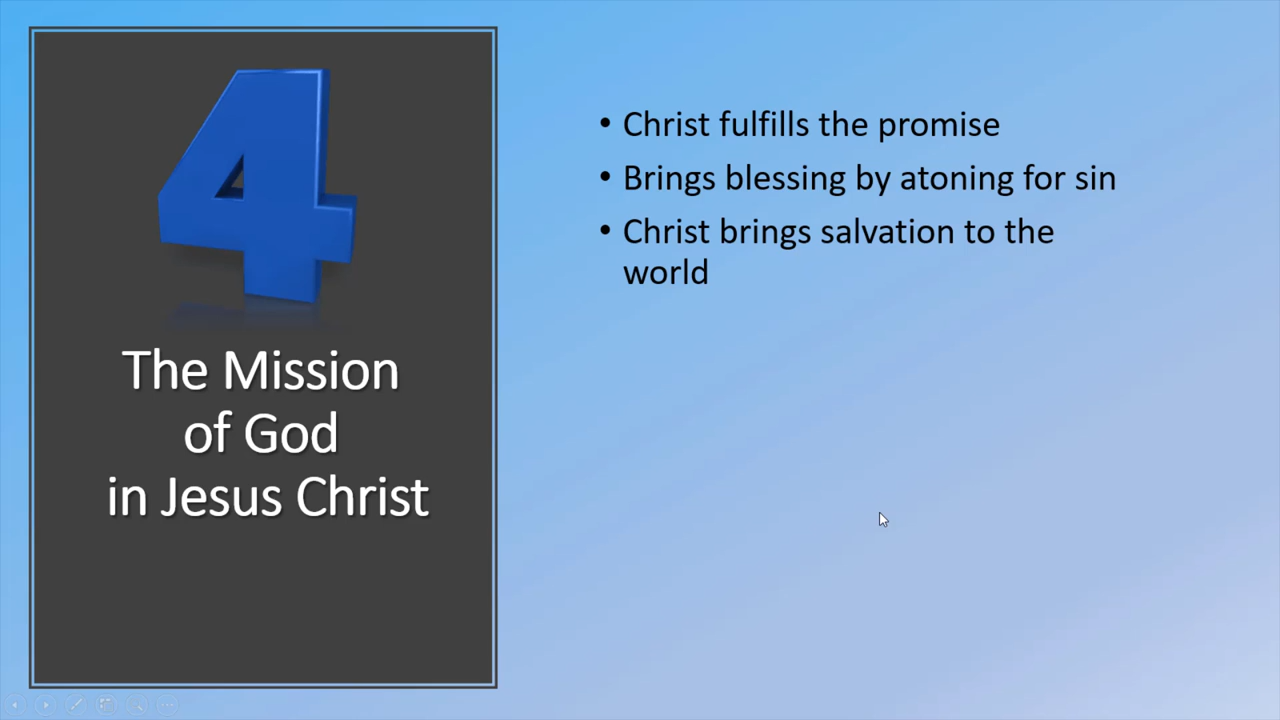 4
The Mission
of God
in Jesus Christ
• Christ fulfills the promise
• Brings blessing by atoning for sin
• Christ brings salvation to the
world